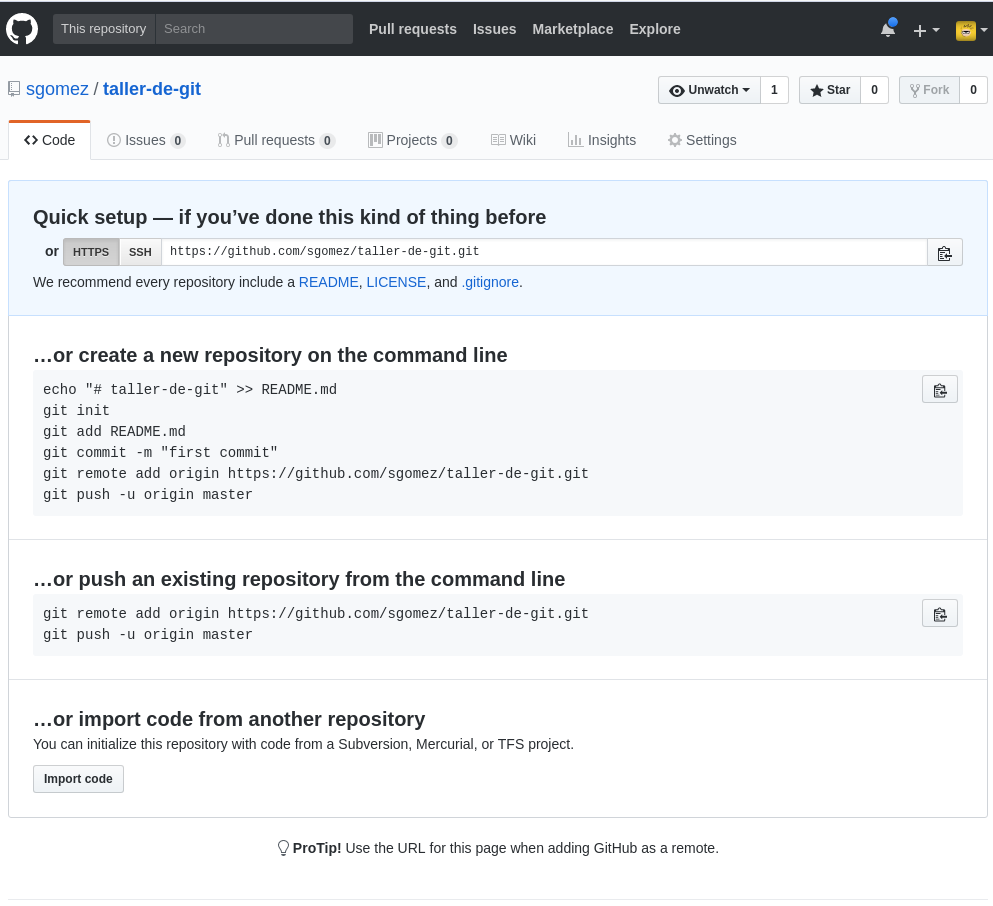 This repository Search Pull requests Issues Marketplace Explore
sgomez / taller-de-git Unwatch 1 Star 0 Fork 0
Code Issues 0 Pull requests 0 Projects 0 Wiki Insights Settings
Quick setup — if you’ve done this kind of thing before
or HTTPS SSH https://github.com/sgomez/taller-de-git.git
We recommend every repository include a README, LICENSE, and .gitignore.
…or create a new repository on the command line
echo "# taller-de-git" >> README.md
git init
git add README.md
git commit -m "first commit"
git remote add origin https://github.com/sgomez/taller-de-git.git
git push -u origin master
…or push an existing repository from the command line
git remote add origin https://github.com/sgomez/taller-de-git.git
git push -u origin master
…or import code from another repository
You can initialize this repository with code from a Subversion, Mercurial, or TFS project.
Import code
ProTip! Use the URL for this page when adding GitHub as a remote.